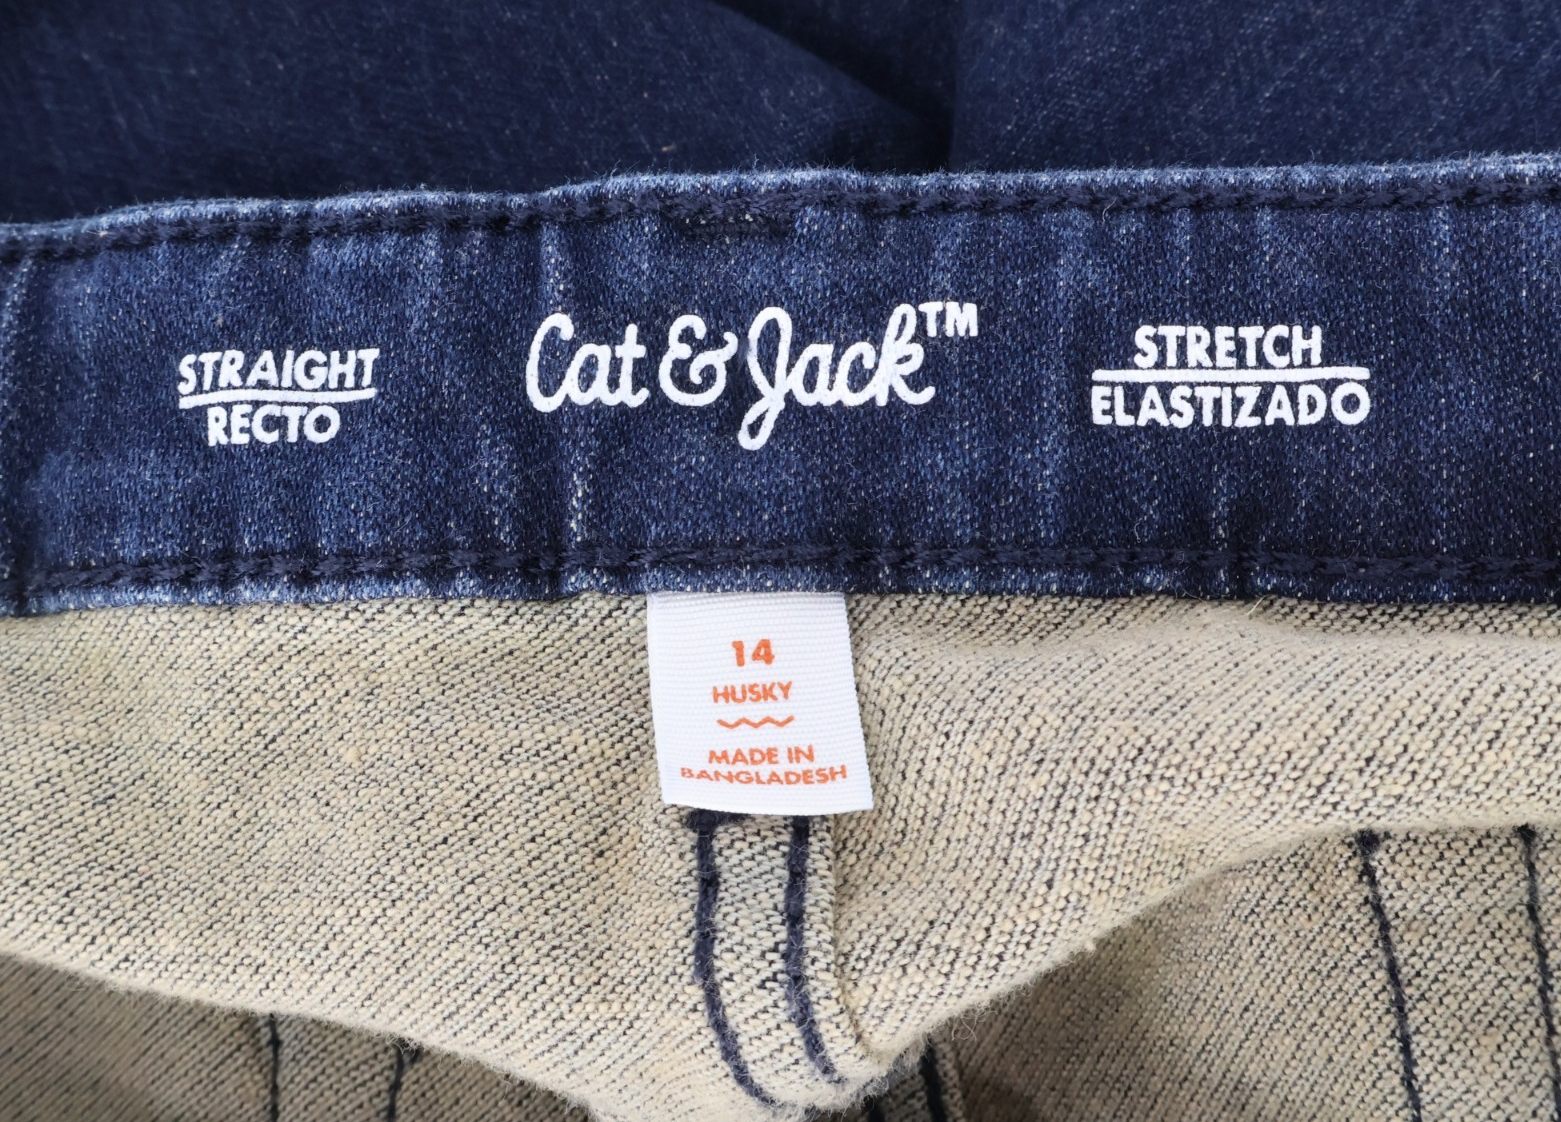 STRAIGHT
RECTO
Cat & Jack™
STRETCH
ELASTIZADO
14
HUSKY
MADE IN
BANGLADESH